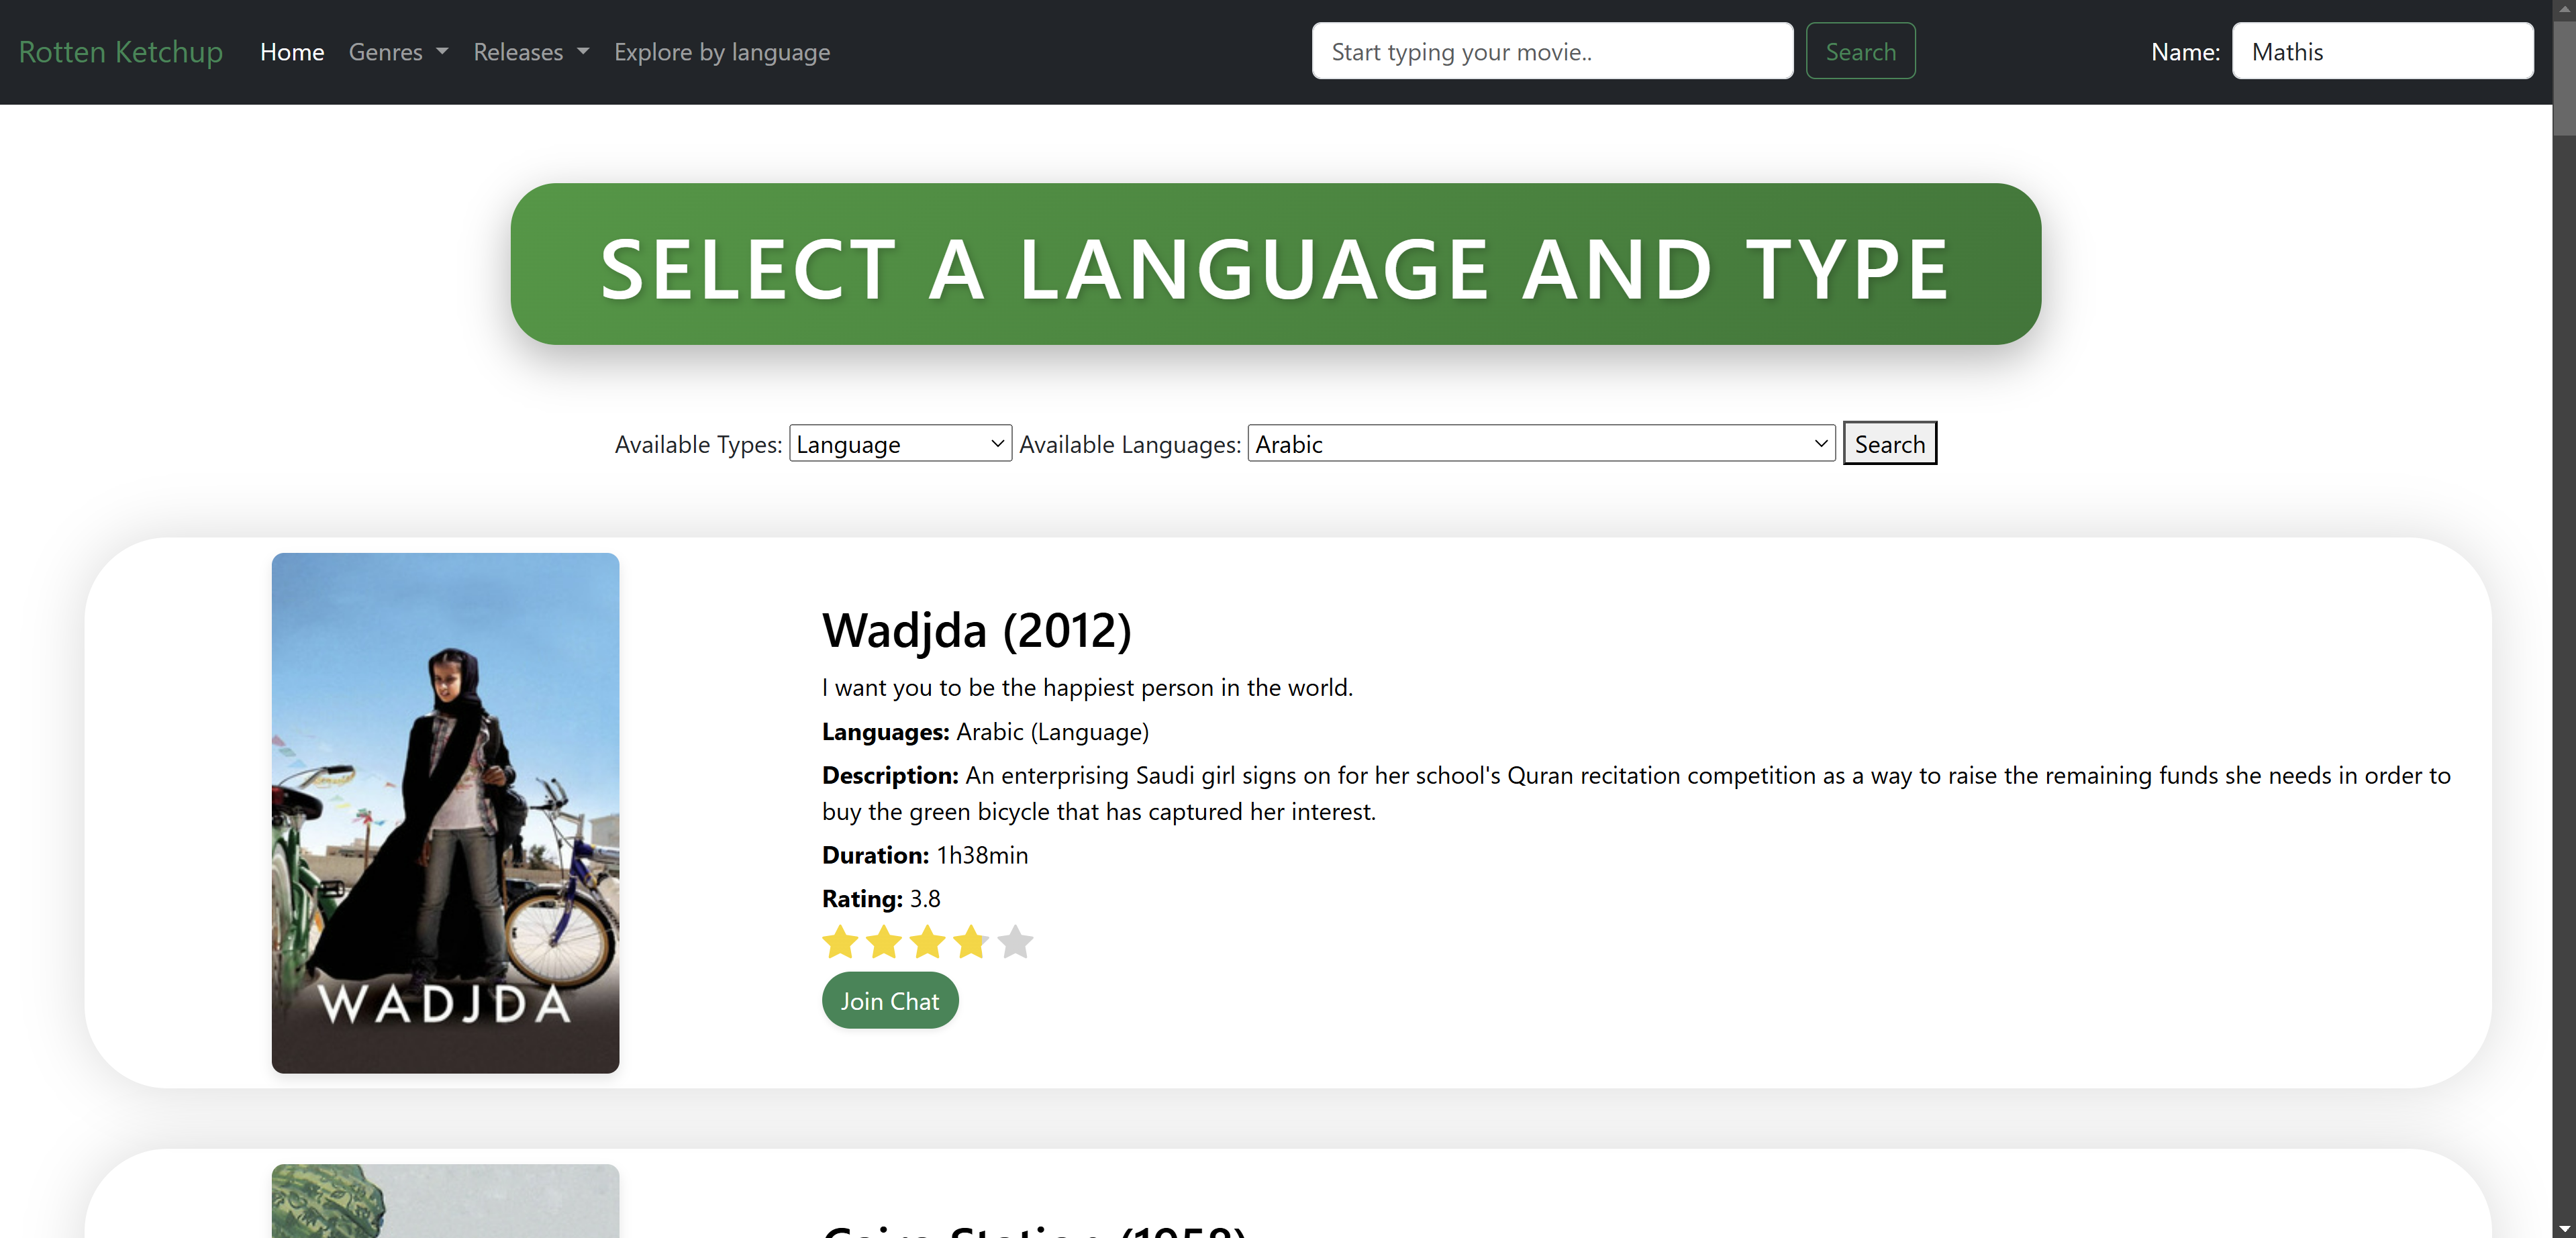 Rotten Ketchup Home Genres Releases Explore by language Start typing your movie.. Search Name: Mathis
SELECT A LANGUAGE AND TYPE
Available Types: Language Available Languages: Arabic Search
WADJDA
Wadjda (2012)
I want you to be the happiest person in the world.
Languages: Arabic (Language)
Description: An enterprising Saudi girl signs on for her school's Quran recitation competition as a way to raise the remaining funds she needs in order to
buy the green bicycle that has captured her interest.
Duration: 1h38min
Rating: 3.8
Join Chat
Cairo Station (1958)